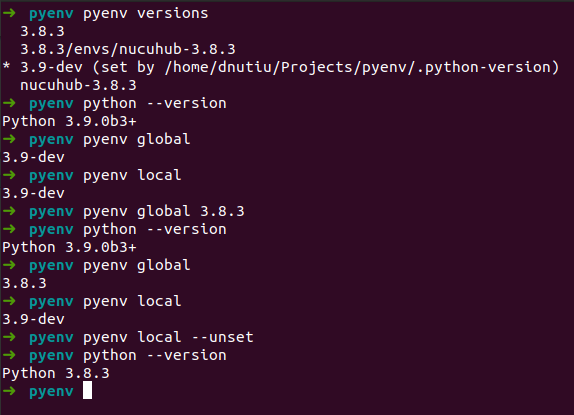 ➜ pyenv pyenv versions
  3.8.3
  3.8.3/envs/nucuhub-3.8.3
* 3.9-dev (set by /home/dnutiu/Projects/pyenv/.python-version)
  nucuhub-3.8.3
➜ pyenv python --version
Python 3.9.0b3+
➜ pyenv pyenv global
3.9-dev
➜ pyenv pyenv local
3.9-dev
➜ pyenv pyenv global 3.8.3
➜ pyenv python --version
Python 3.9.0b3+
➜ pyenv pyenv global
3.8.3
➜ pyenv pyenv local
3.9-dev
➜ pyenv pyenv local --unset
➜ pyenv python --version
Python 3.8.3
➜ pyenv